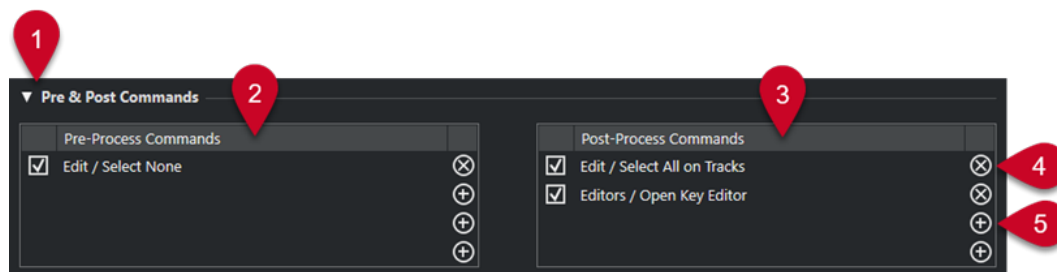 1
2
3
Pre & Post Commands
Pre-Process Commands
Edit / Select None
Post-Process Commands
Edit / Select All on Tracks
4
Editors / Open Key Editor
5